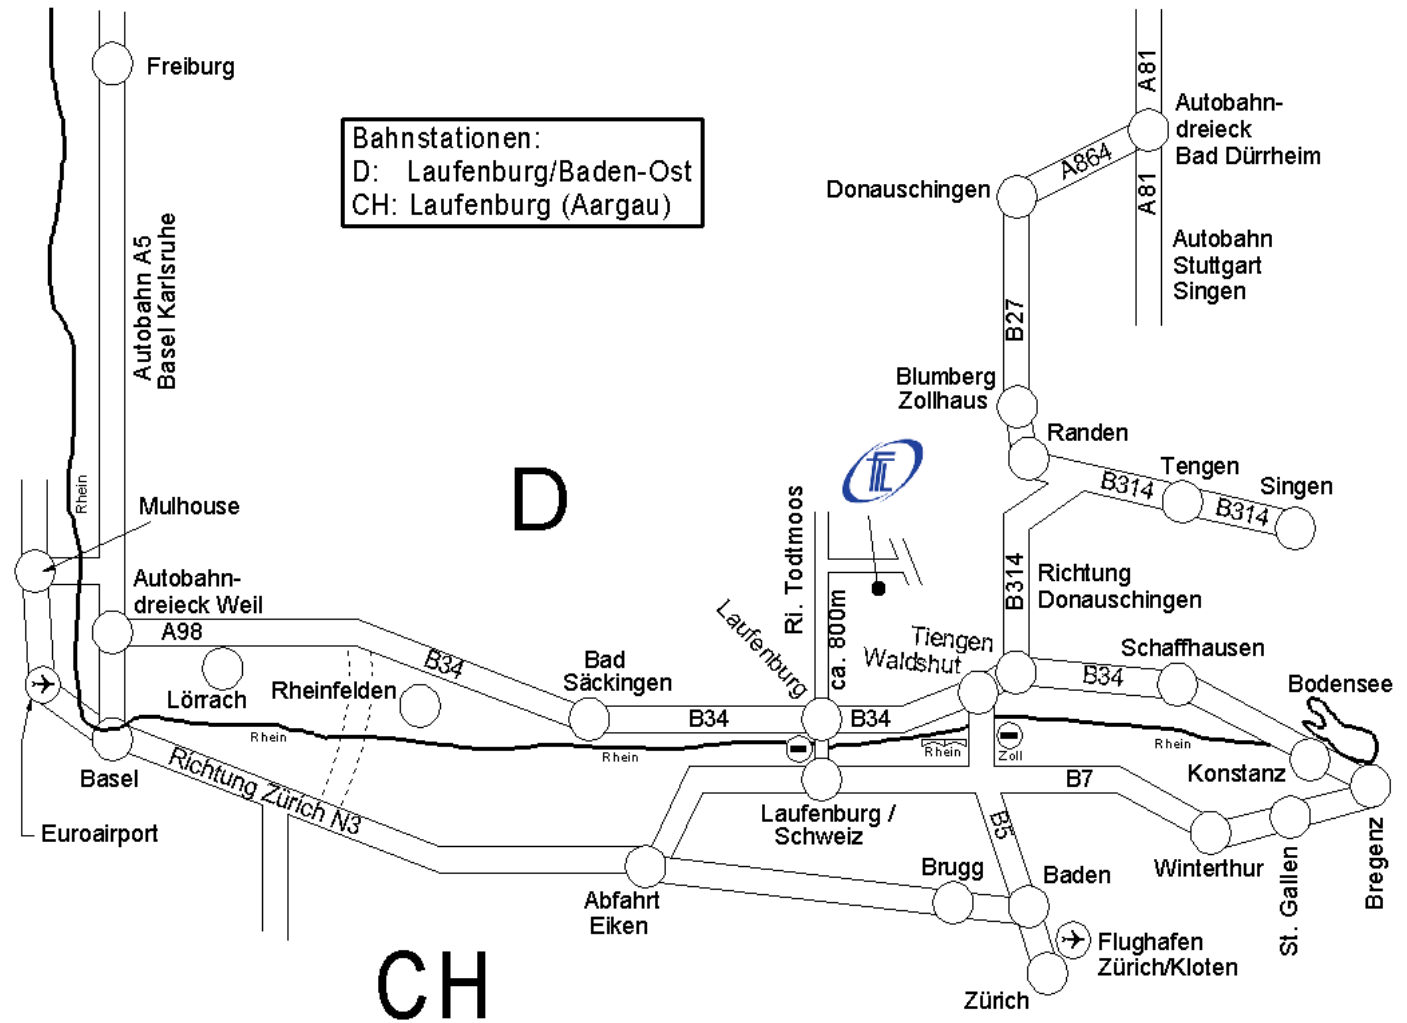 Freiburg
A81
Autobahn-
dreieck
Bad Dürrheim
Bahnstationen:
D: Laufenburg/Baden-Ost
CH: Laufenburg (Aargau)
A864
Donauschingen
A81
Autobahn A5
Basel Karlsruhe
Autobahn
Stuttgart
Singen
B27
Blumberg
Zollhaus
Randen
TTL
Tengen
Singen
B314
B314
D
Rhein
Mulhouse
Ri. Todtmoos
B314
Richtung
Donauschingen
Autobahn-
dreieck Weil
A98
ca. 800m
Laufenburg
Tiengen
Waldshut
Schaffhausen
B34
B34
Bad
Säckingen
Lörrach
Rheinfelden
Bodensee
B34
B34
Rhein
Rhein
Rhein
Zoll
Rhein
Basel
Richtung Zürich N3
Konstanz
B7
Laufenburg /
Schweiz
B5
Euroairport
Winterthur
St. Gallen
Bregenz
Brugg
Baden
Abfahrt
Eiken
Flughafen
Zürich/Kloten
Zürich
CH